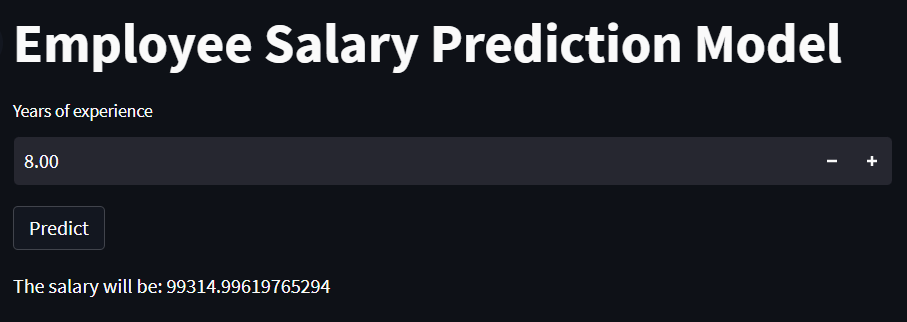 Employee Salary Prediction Model
Years of experience
8.00 − +
Predict
The salary will be: 99314.99619765294